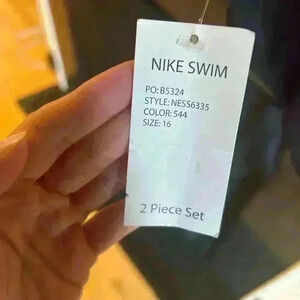 NIKE SWIM
PO: B5324
STYLE: NESS6335
COLOR: 544
SIZE: 16
2 Piece Set